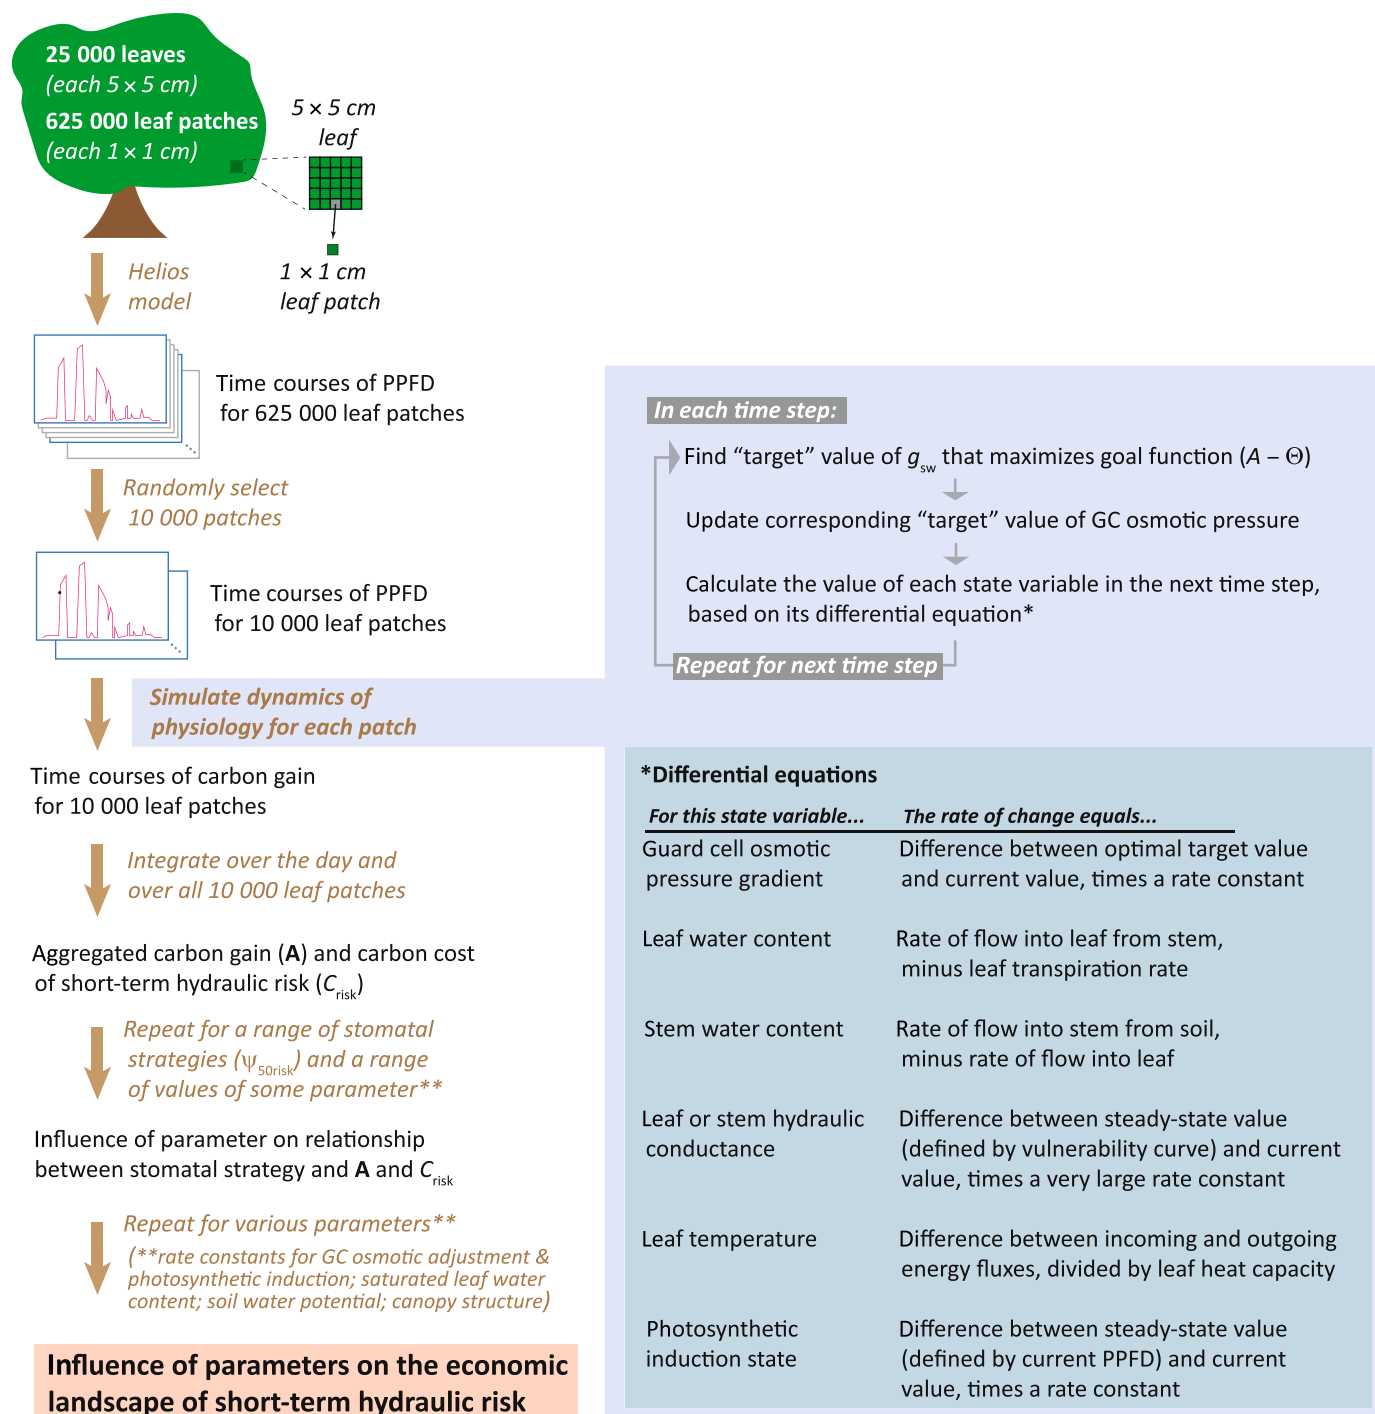 25 000 leaves
(each 5 × 5 cm)
625 000 leaf patches
(each 1 × 1 cm)
5 × 5 cm
leaf
1 × 1 cm
leaf patch
Helios
model
Time courses of PPFD
for 625 000 leaf patches
Randomly select
10 000 patches
Time courses of PPFD
for 10 000 leaf patches
Simulate dynamics of
physiology for each patch
Time courses of carbon gain
for 10 000 leaf patches
Integrate over the day and
over all 10 000 leaf patches
Aggregated carbon gain (A) and carbon cost
of short-term hydraulic risk (C_risk)
Repeat for a range of stomatal
strategies (ψ_50risk) and a range
of values of some parameter**
Influence of parameter on relationship
between stomatal strategy and A and C_risk
Repeat for various parameters**
(**rate constants for GC osmotic adjustment &
photosynthetic induction; saturated leaf water
content; soil water potential; canopy structure)
Influence of parameters on the economic
landscape of short-term hydraulic risk
In each time step:
Find “target” value of g_sw that maximizes goal function (A – Θ)
Update corresponding “target” value of GC osmotic pressure
Calculate the value of each state variable in the next time step,
based on its differential equation*
Repeat for next time step
*Differential equations
For this state variable... The rate of change equals...
Guard cell osmotic
pressure gradient
Difference between optimal target value
and current value, times a rate constant
Leaf water content
Rate of flow into leaf from stem,
minus leaf transpiration rate
Stem water content
Rate of flow into stem from soil,
minus rate of flow into leaf
Leaf or stem hydraulic
conductance
Difference between steady-state value
(defined by vulnerability curve) and current
value, times a very large rate constant
Leaf temperature
Difference between incoming and outgoing
energy fluxes, divided by leaf heat capacity
Photosynthetic
induction state
Difference between steady-state value
(defined by current PPFD) and current
value, times a rate constant